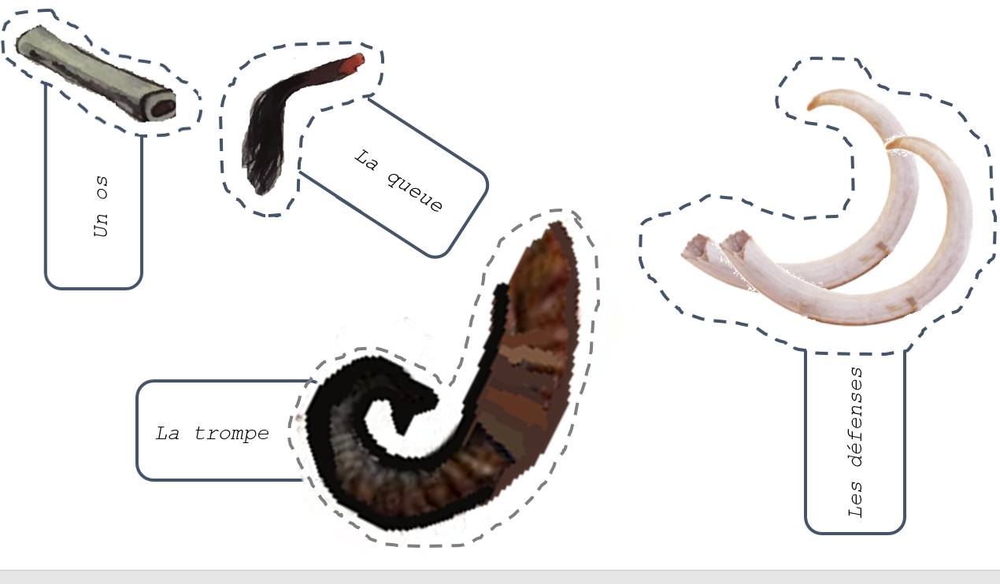 Un os
La queue
La trompe
Les défenses